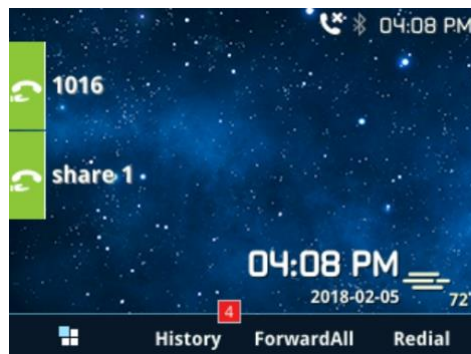 04:08 PM
1016
share 1
04:08 PM
2018-02-05
72°
4
History ForwardAll Redial